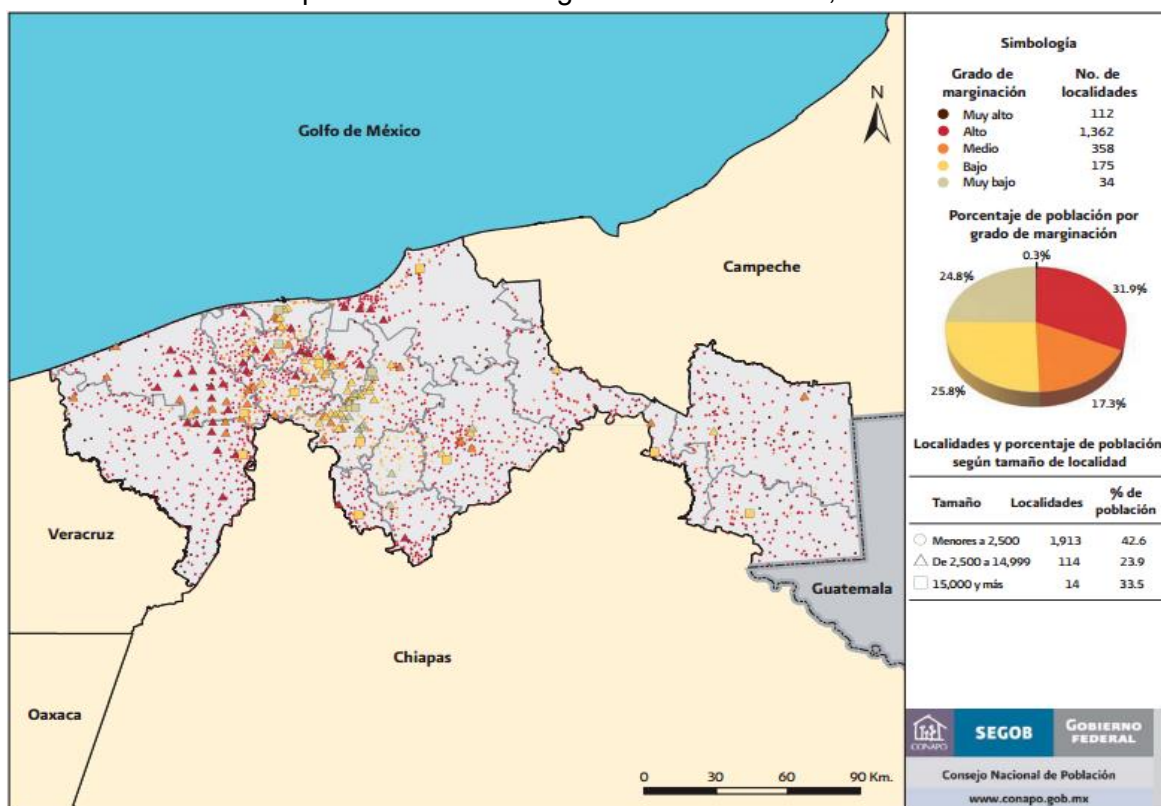 Golfo de México
N
Campeche
Veracruz
Oaxaca
Chiapas
Guatemala
0 30 60 90 Km.
Simbología
Grado de marginación No. de localidades
Muy alto 112
Alto 1,362
Medio 358
Bajo 175
Muy bajo 34
Porcentaje de población por
grado de marginación
0.3%
24.8%
31.9%
25.8%
17.3%
Localidades y porcentaje de población
según tamaño de localidad
Tamaño Localidades % de población
Menores a 2,500 1,913 42.6
De 2,500 a 14,999 114 23.9
15,000 y más 14 33.5
CONAPO
SEGOB
GOBIERNO
FEDERAL
Consejo Nacional de Población
www.conapo.gob.mx